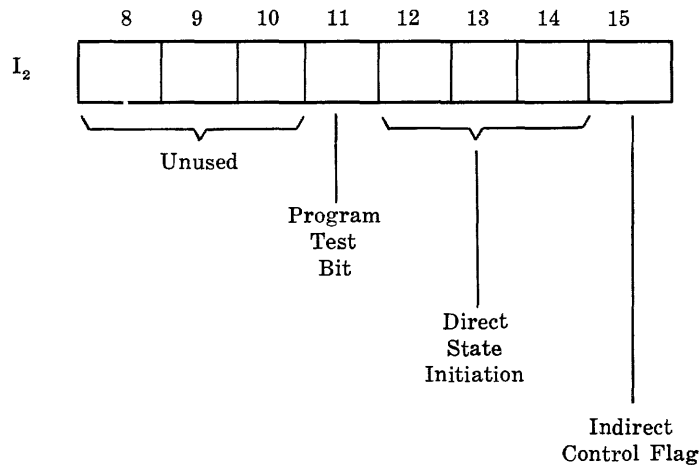 8 9 10 11 12 13 14 15
I₂
Unused
Program
Test
Bit
Direct
State
Initiation
Indirect
Control Flag